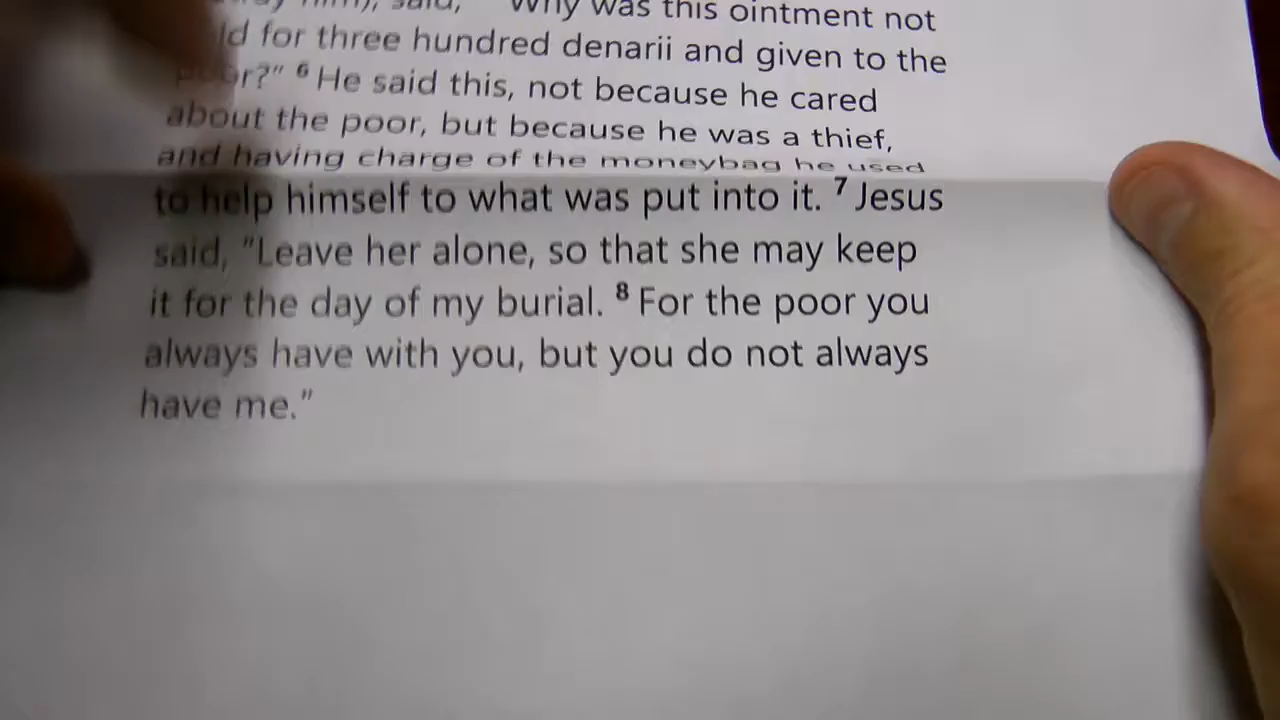 him), said, "Why was this ointment not
ld for three hundred denarii and given to the
poor?" ⁶ He said this, not because he cared
about the poor, but because he was a thief,
and having charge of the moneybag he used
to help himself to what was put into it. ⁷ Jesus
said, "Leave her alone, so that she may keep
it for the day of my burial. ⁸ For the poor you
always have with you, but you do not always
have me."